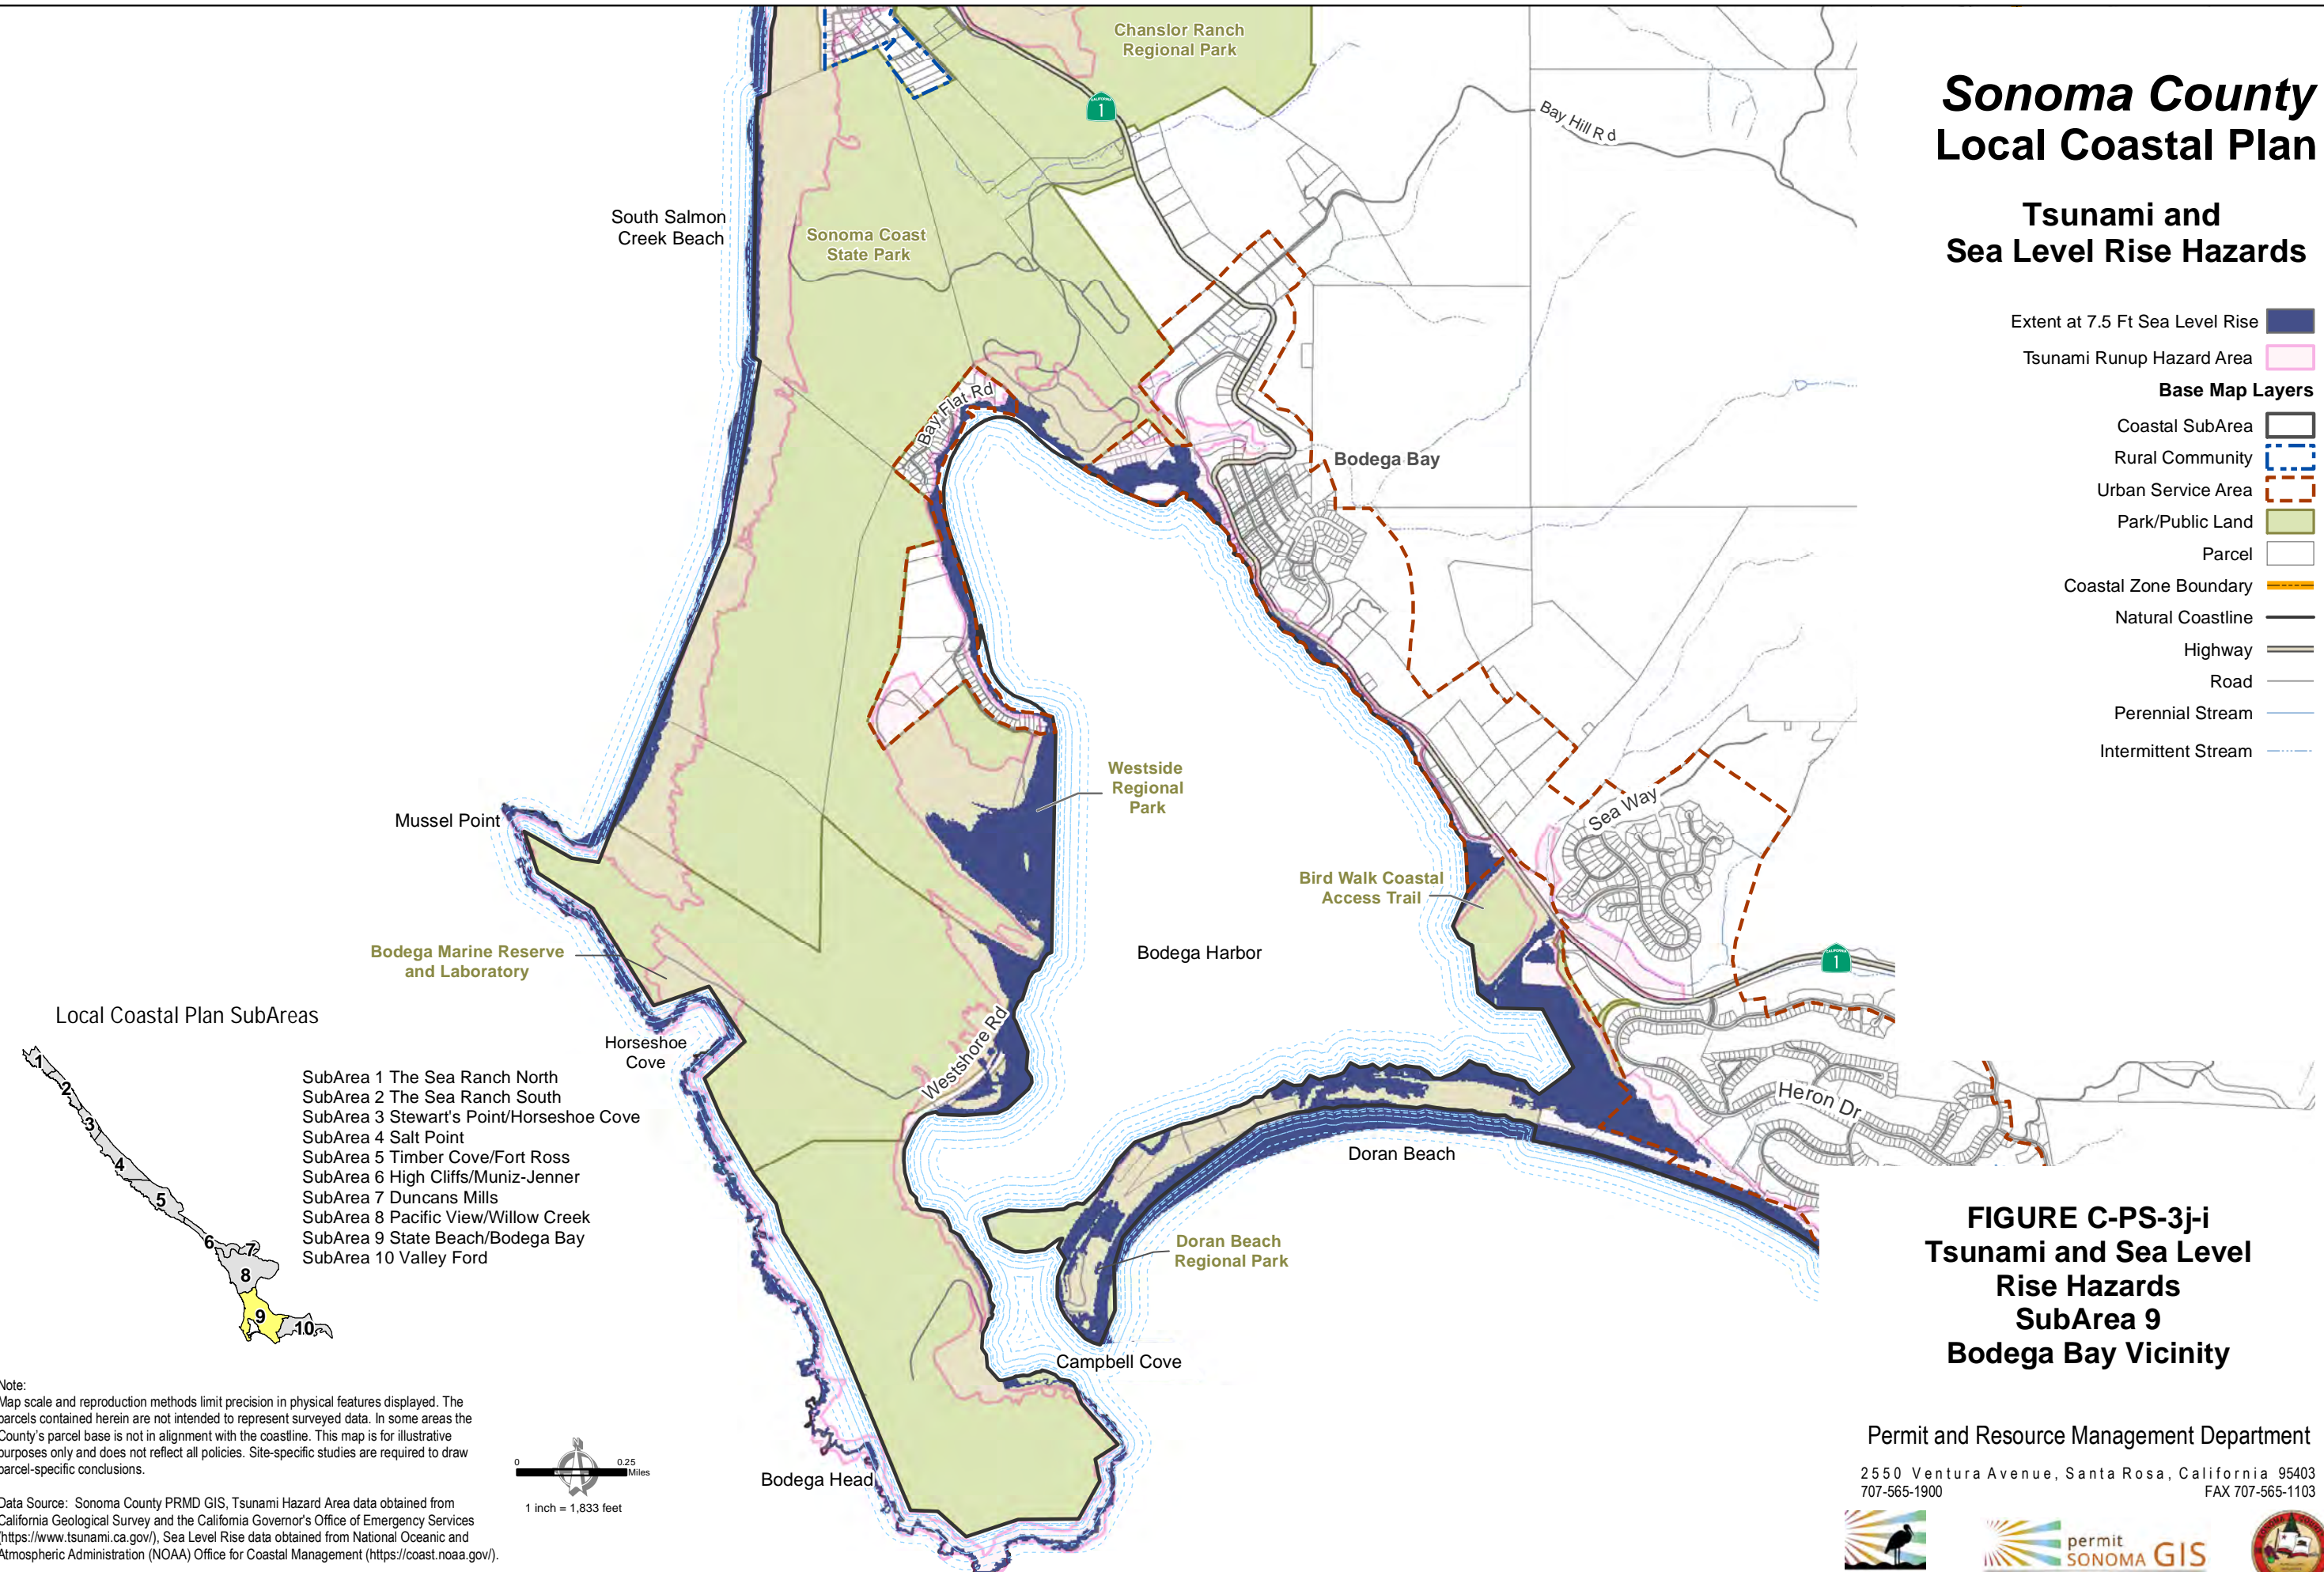 Sonoma County
Local Coastal Plan
Tsunami and
Sea Level Rise Hazards
Extent at 7.5 Ft Sea Level Rise
Tsunami Runup Hazard Area
Base Map Layers
Coastal SubArea
Rural Community
Urban Service Area
Park/Public Land
Parcel
Coastal Zone Boundary
Natural Coastline
Highway
Road
Perennial Stream
Intermittent Stream
Chanslor Ranch
Regional Park
CALIFORNIA
1
Bay Hill Rd
South Salmon
Creek Beach
Sonoma Coast
State Park
Bay Flat Rd
Bodega Bay
Westside
Regional
Park
Sea Way
Mussel Point
Bird Walk Coastal
Access Trail
Bodega Marine Reserve
and Laboratory
Bodega Harbor
CALIFORNIA
1
Horseshoe
Cove
Westshore Rd
Heron Dr
Doran Beach
Doran Beach
Regional Park
Campbell Cove
Bodega Head
Local Coastal Plan SubAreas
1
2
3
4
5
6
7
8
9
10
SubArea 1 The Sea Ranch North
SubArea 2 The Sea Ranch South
SubArea 3 Stewart's Point/Horseshoe Cove
SubArea 4 Salt Point
SubArea 5 Timber Cove/Fort Ross
SubArea 6 High Cliffs/Muniz-Jenner
SubArea 7 Duncans Mills
SubArea 8 Pacific View/Willow Creek
SubArea 9 State Beach/Bodega Bay
SubArea 10 Valley Ford
Note:
Map scale and reproduction methods limit precision in physical features displayed. The
parcels contained herein are not intended to represent surveyed data. In some areas the
County's parcel base is not in alignment with the coastline. This map is for illustrative
purposes only and does not reflect all policies. Site-specific studies are required to draw
parcel-specific conclusions.
Data Source: Sonoma County PRMD GIS, Tsunami Hazard Area data obtained from
California Geological Survey and the California Governor's Office of Emergency Services
(https://www.tsunami.ca.gov/), Sea Level Rise data obtained from National Oceanic and
Atmospheric Administration (NOAA) Office for Coastal Management (https://coast.noaa.gov/).
0 0.25
Miles
1 inch = 1,833 feet
FIGURE C-PS-3j-i
Tsunami and Sea Level
Rise Hazards
SubArea 9
Bodega Bay Vicinity
Permit and Resource Management Department
2550 Ventura Avenue, Santa Rosa, California 95403
707-565-1900 FAX 707-565-1103
permit
SONOMA GIS